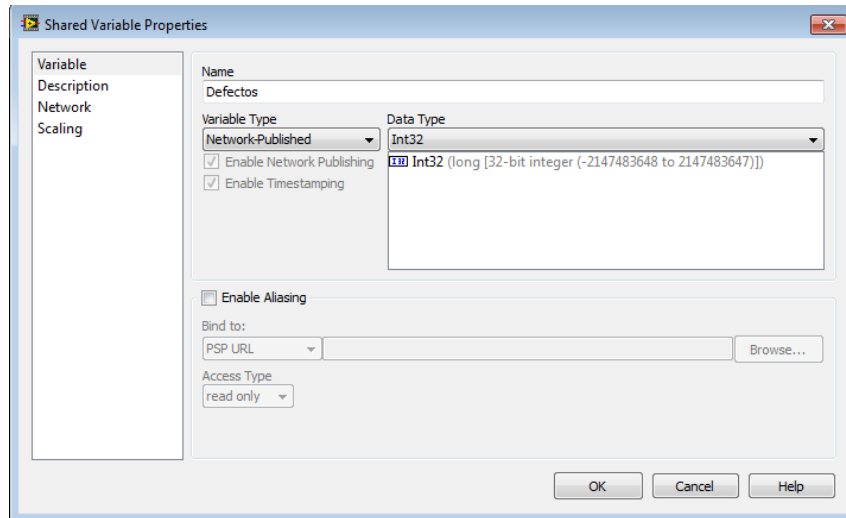 Shared Variable Properties
Variable
Description
Network
Scaling
Name
Defectos
Variable Type
Data Type
Network-Published
Int32
Enable Network Publishing
I32 Int32 (long [32-bit integer (-2147483648 to 2147483647)])
Enable Timestamping
Enable Aliasing
Bind to:
PSP URL
Browse...
Access Type
read only
OK
Cancel
Help